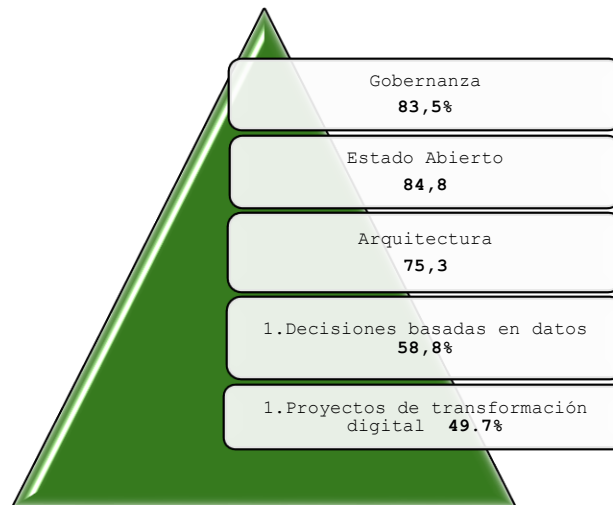 Gobernanza
83,5%
Estado Abierto
84,8
Arquitectura
75,3
1.Decisiones basadas en datos
58,8%
1.Proyectos de transformación
digital 49.7%